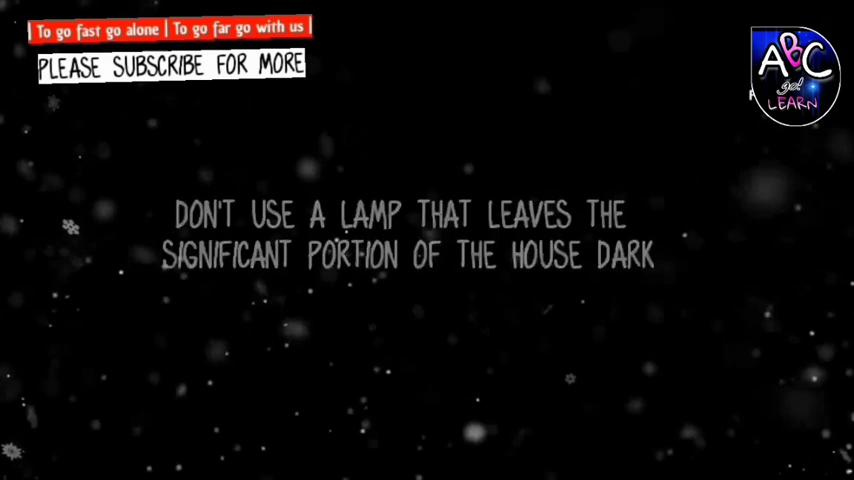 | To go fast go alone | To go far go with us |
PLEASE SUBSCRIBE FOR MORE
ABC
go!
LEARN
DON'T USE A LAMP THAT LEAVES THE
SIGNIFICANT PORTION OF THE HOUSE DARK